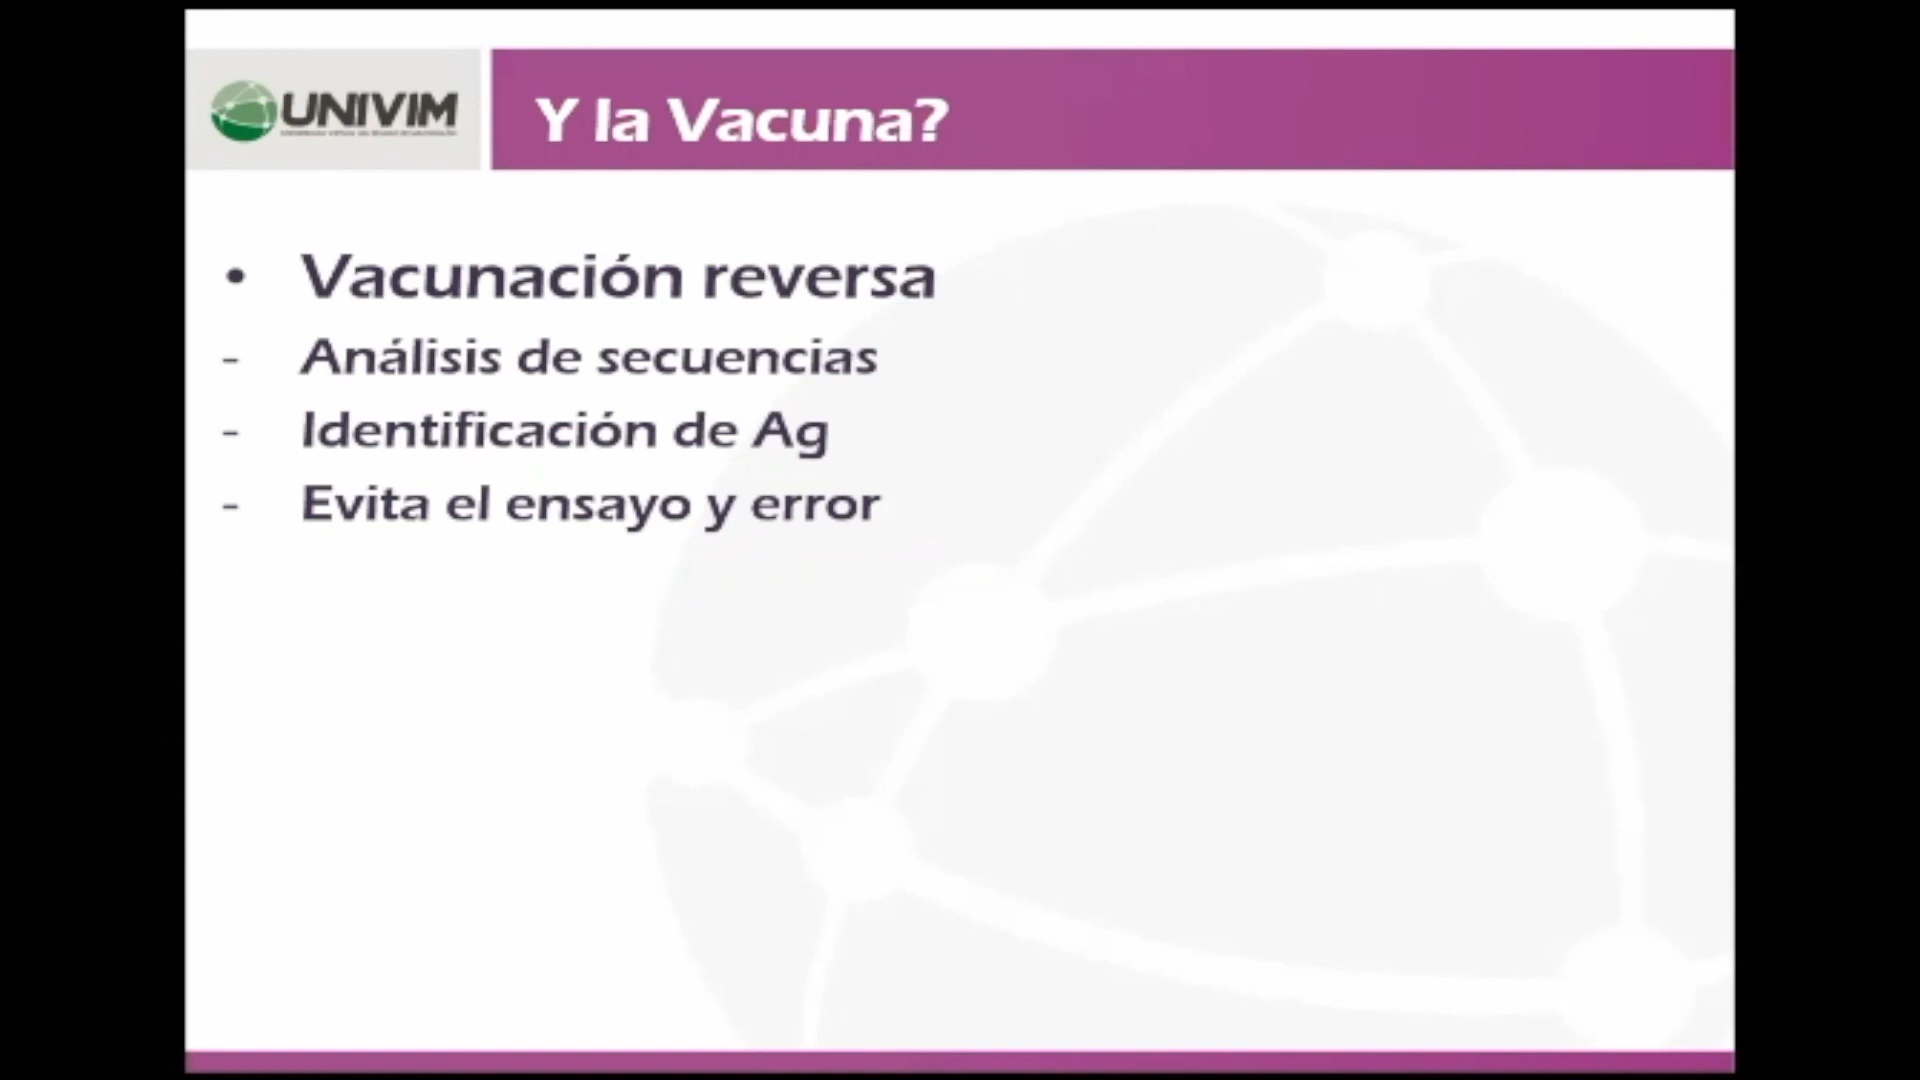 UNIVIM
Y la Vacuna?
• Vacunación reversa
- Análisis de secuencias
- Identificación de Ag
- Evita el ensayo y error